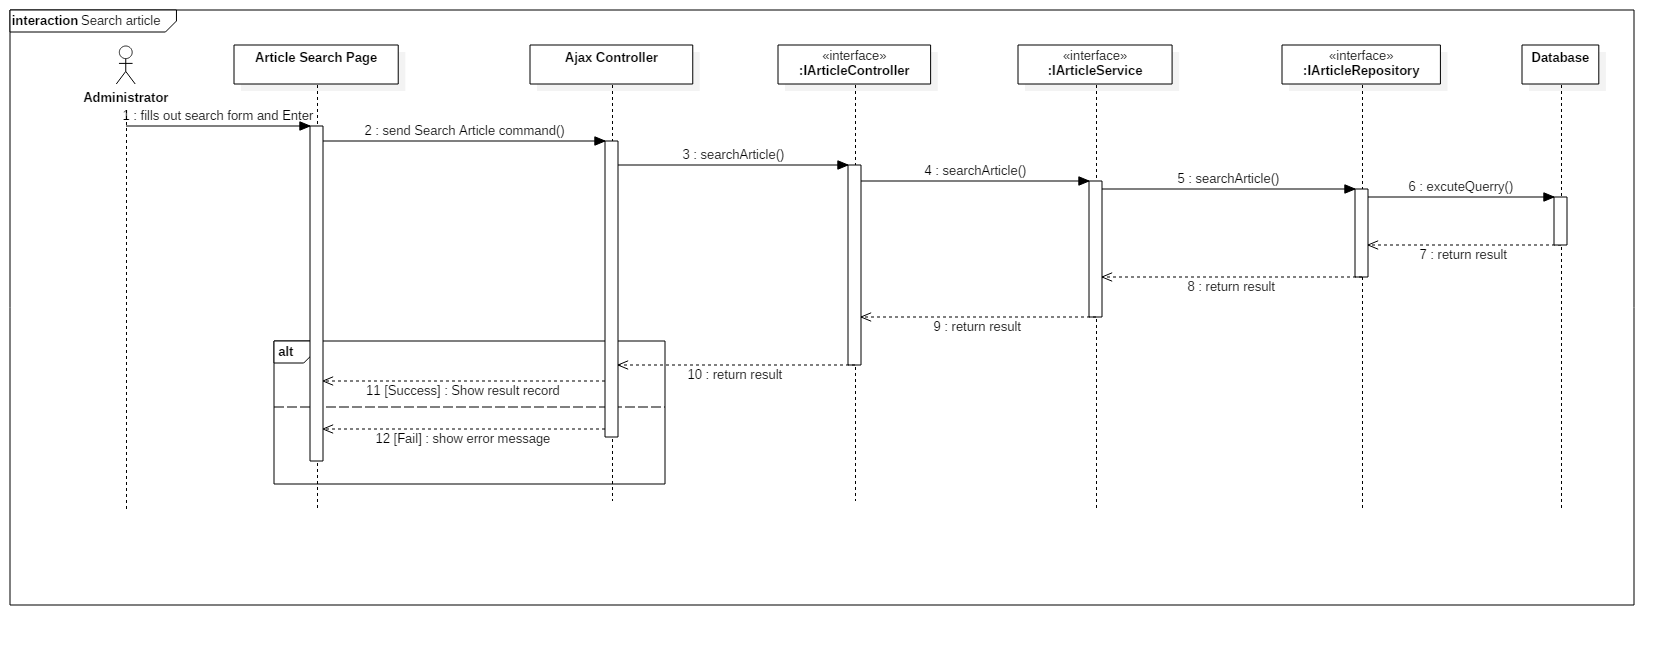 interaction Search article
Administrator
Article Search Page
Ajax Controller
«interface»
:IArticleController
«interface»
:IArticleService
«interface»
:IArticleRepository
Database
1 : fills out search form and Enter
2 : send Search Article command()
3 : searchArticle()
4 : searchArticle()
5 : searchArticle()
6 : excuteQuerry()
7 : return result
8 : return result
9 : return result
alt
10 : return result
11 [Success] : Show result record
12 [Fail] : show error message